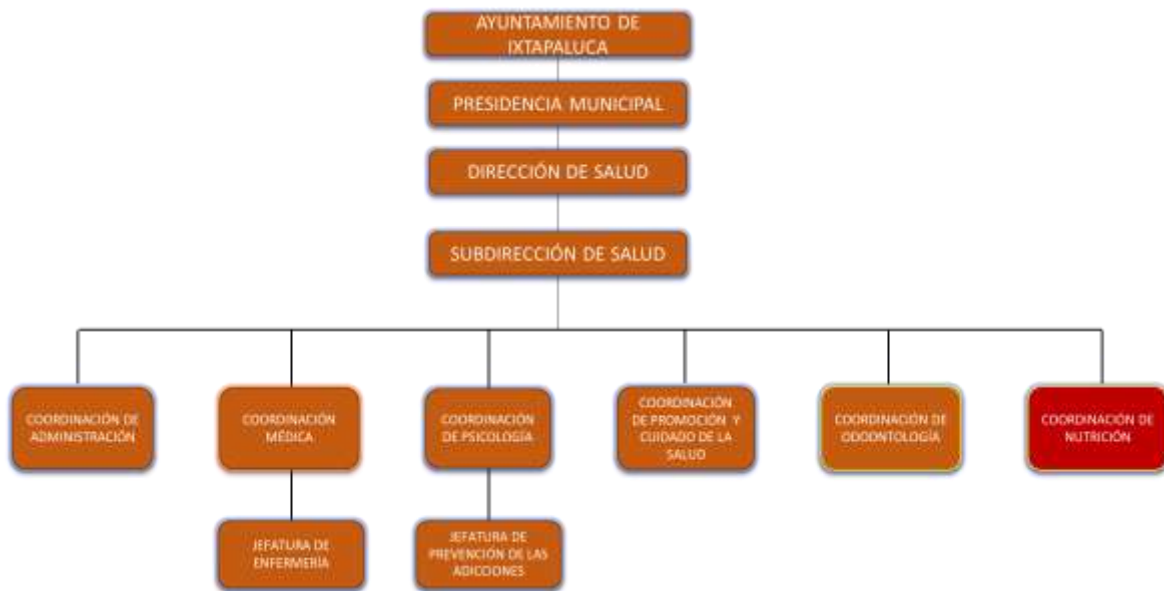 AYUNTAMIENTO DE
IXTAPALUCA
PRESIDENCIA MUNICIPAL
DIRECCIÓN DE SALUD
SUBDIRECCIÓN DE SALUD
COORDINACIÓN DE
ADMINISTRACIÓN
COORDINACIÓN
MÉDICA
COORDINACIÓN
DE PSICOLOGÍA
COORDINACIÓN
DE PROMOCIÓN Y
CUIDADO DE LA
SALUD
COORDINACIÓN DE
ODODONTOLOGÍA
COORDINACIÓN DE
NUTRICIÓN
JEFATURA DE
ENFERMERÍA
JEFATURA DE
PREVENCIÓN DE LAS
ADICCIONES